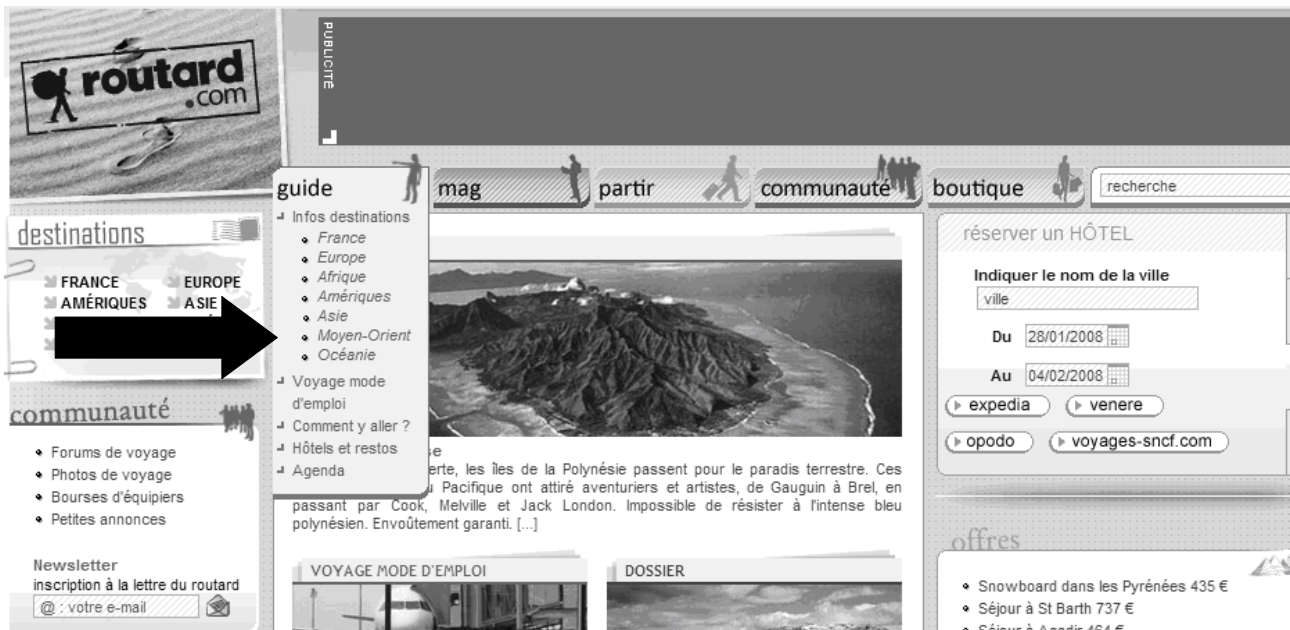 routard
.com
PUBLICITÉ
guide
mag
partir
communauté
boutique
recherche
destinations
FRANCE
EUROPE
AMÉRIQUES
ASIE
Infos destinations
France
Europe
Afrique
Amériques
Asie
Moyen-Orient
Océanie
Voyage mode
d'emploi
Comment y aller ?
Hôtels et restos
Agenda
communauté
Forums de voyage
Photos de voyage
Bourses d'équipiers
Petites annonces
Newsletter
inscription à la lettre du routard
@ : votre e-mail
les îles de la Polynésie passent pour le paradis terrestre. Ces
Pacifique ont attiré aventuriers et artistes, de Gauguin à Brel, en
passant par Cook, Melville et Jack London. Impossible de résister à l'intense bleu
polynésien. Envoûtement garanti. [...]
VOYAGE MODE D'EMPLOI
DOSSIER
réserver un HÔTEL
Indiquer le nom de la ville
ville
Du 28/01/2008
Au 04/02/2008
expedia
venere
opodo
voyages-sncf.com
offres
Snowboard dans les Pyrénées 435 €
Séjour à St Barth 737 €
Séjour à Agadir 464 €